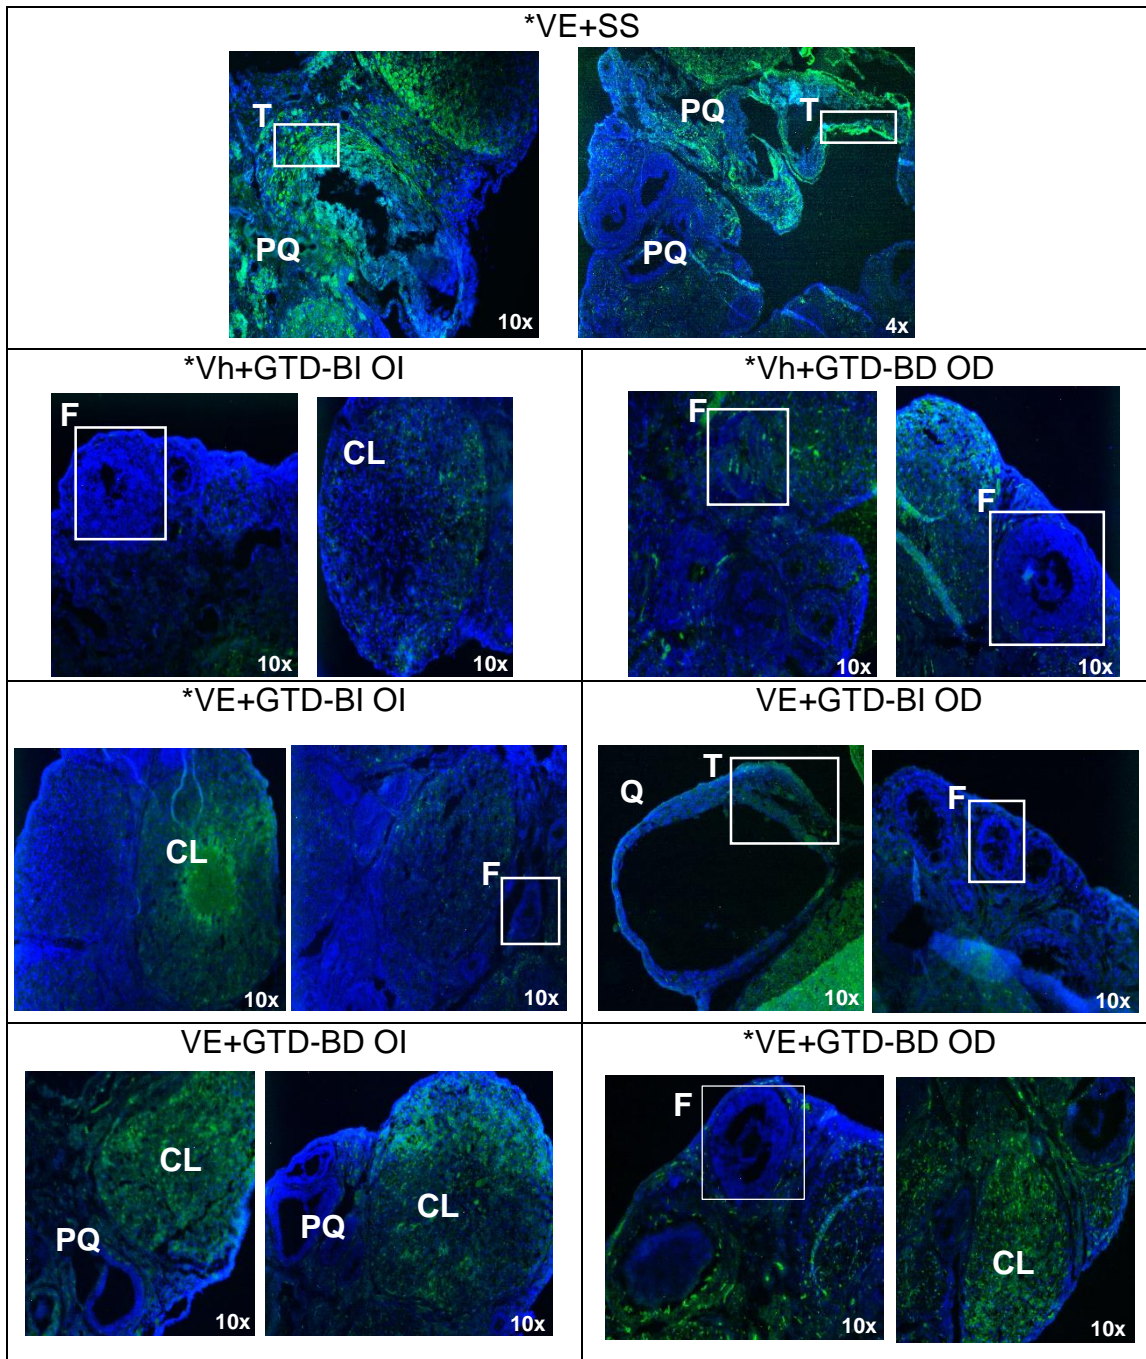 *VE+SS
T
PQ
10x
PQ
T
PQ
4x
*Vh+GTD-BI OI
F
10x
CL
10x
*Vh+GTD-BD OD
F
10x
F
10x
*VE+GTD-BI OI
CL
10x
F
10x
VE+GTD-BI OD
Q
T
10x
F
10x
VE+GTD-BD OI
CL
PQ
10x
PQ
CL
10x
*VE+GTD-BD OD
F
10x
CL
10x